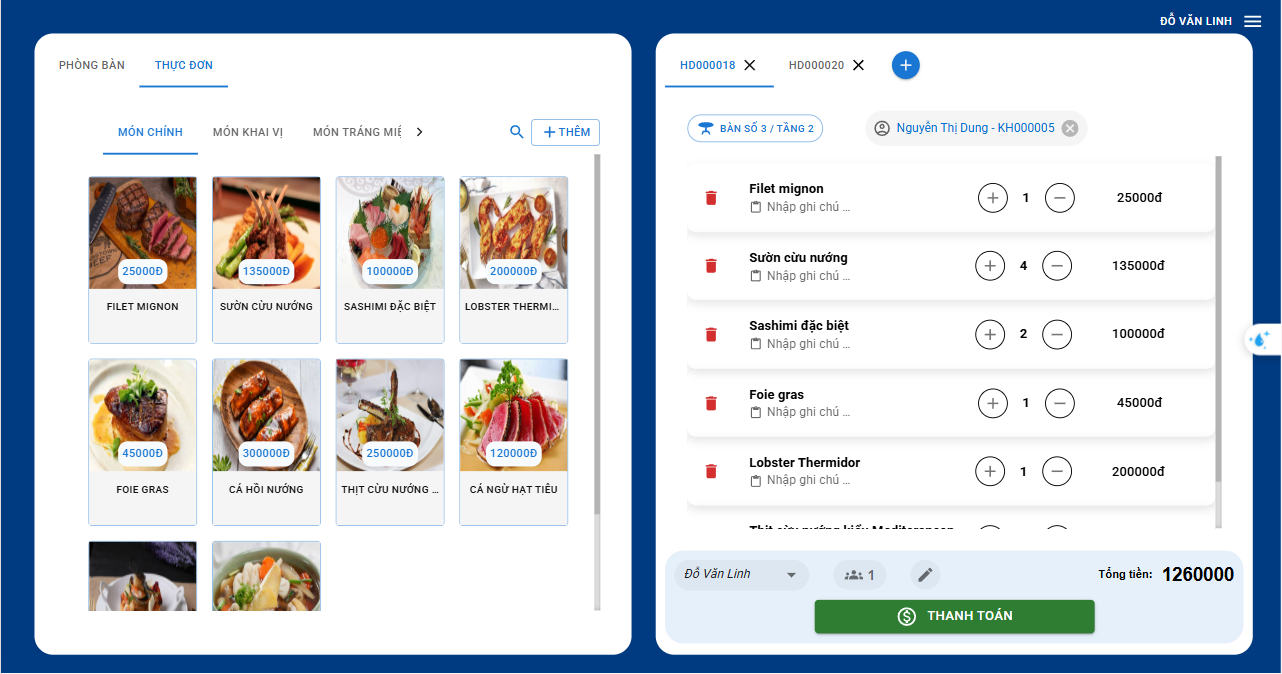 ĐỖ VĂN LINH
PHÒNG BÀN THỰC ĐƠN
MÓN CHÍNH MÓN KHAI VỊ MÓN TRÁNG MIỆ
THÊM
25000Đ 135000Đ 100000Đ 200000Đ
FILET MIGNON SƯỜN CỪU NƯỚNG SASHIMI ĐẶC BIỆT LOBSTER THERMI...
45000Đ 300000Đ 250000Đ 120000Đ
FOIE GRAS CÁ HỒI NƯỚNG THỊT CỪU NƯỚNG ... CÁ NGỪ HẠT TIÊU
HD000018 HD000020
BÀN SỐ 3 / TẦNG 2 Nguyễn Thị Dung - KH000005
Filet mignon
Nhập ghi chú ...
1 25000đ
Sườn cừu nướng
Nhập ghi chú ...
4 135000đ
Sashimi đặc biệt
Nhập ghi chú ...
2 100000đ
Foie gras
Nhập ghi chú ...
1 45000đ
Lobster Thermidor
Nhập ghi chú ...
1 200000đ
Thịt cừu nướng kiểu Mediterranean
Đỗ Văn Linh 1 Tổng tiền: 1260000
THANH TOÁN